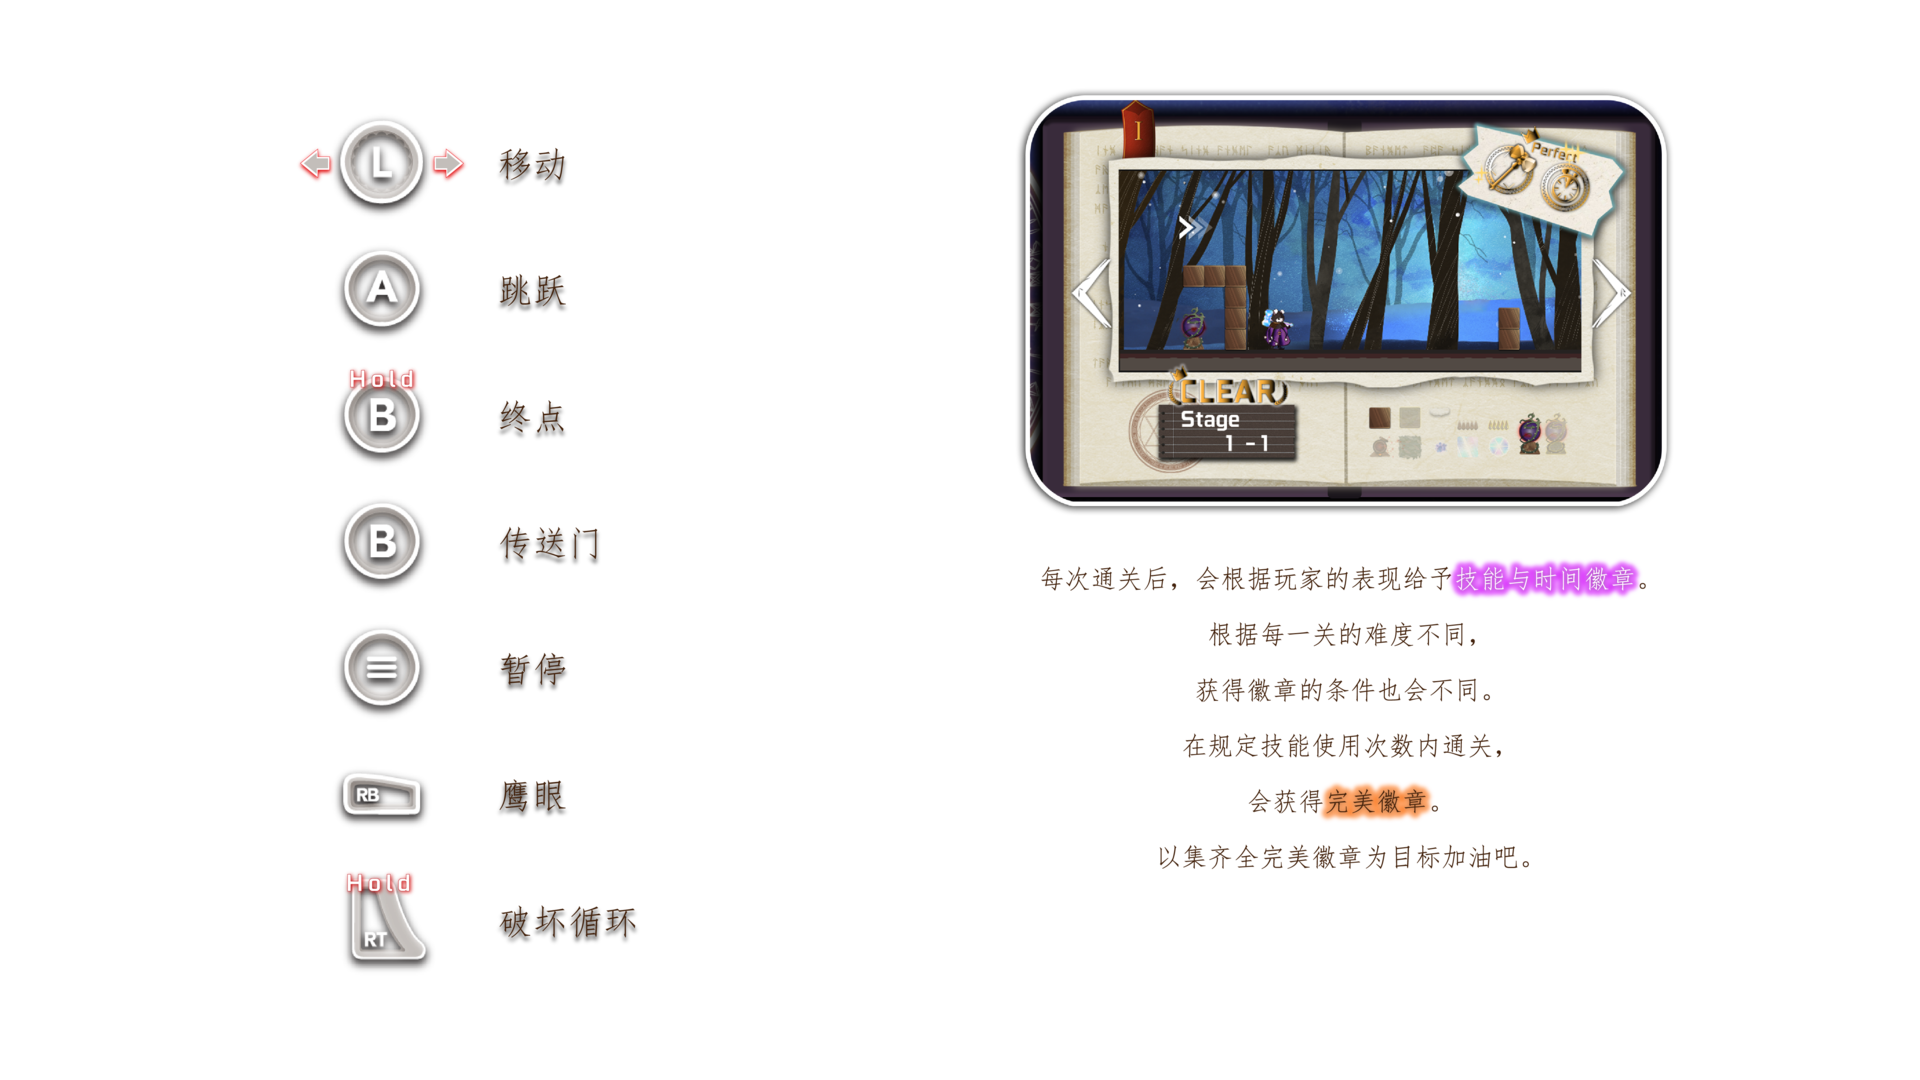 L 移动
A 跳跃
Hold
B 终点
B 传送门
暂停
RB 鹰眼
Hold
RT 破坏循环
I
Perfect
CLEAR
Stage
1-1
每次通关后，会根据玩家的表现给予技能与时间徽章。
根据每一关的难度不同，
获得徽章的条件也会不同。
在规定技能使用次数内通关，
会获得完美徽章。
以集齐全完美徽章为目标加油吧。